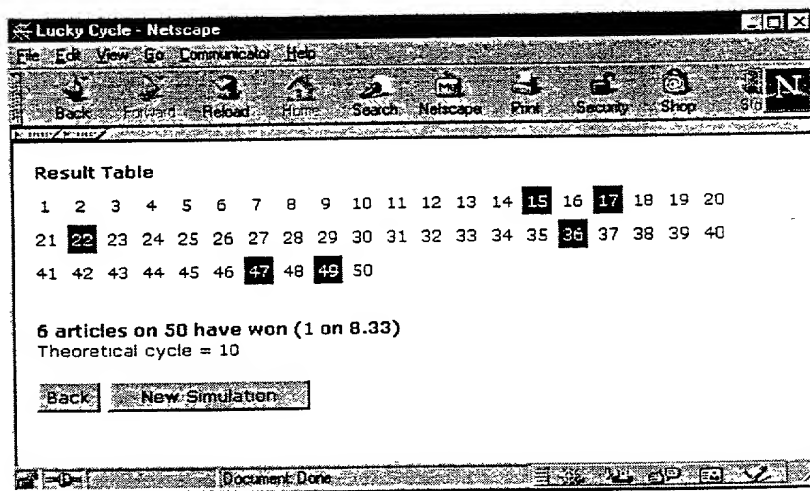 Lucky Cycle - Netscape
File Edit View Go Communicator Help
Back Forward Reload Home Search Netscape Print Security Shop
N
Result Table
1 2 3 4 5 6 7 8 9 10 11 12 13 14 15 16 17 18 19 20
21 22 23 24 25 26 27 28 29 30 31 32 33 34 35 36 37 38 39 40
41 42 43 44 45 46 47 48 49 50
6 articles on 50 have won (1 on 8.33)
Theoretical cycle = 10
Back New Simulation
Document: Done